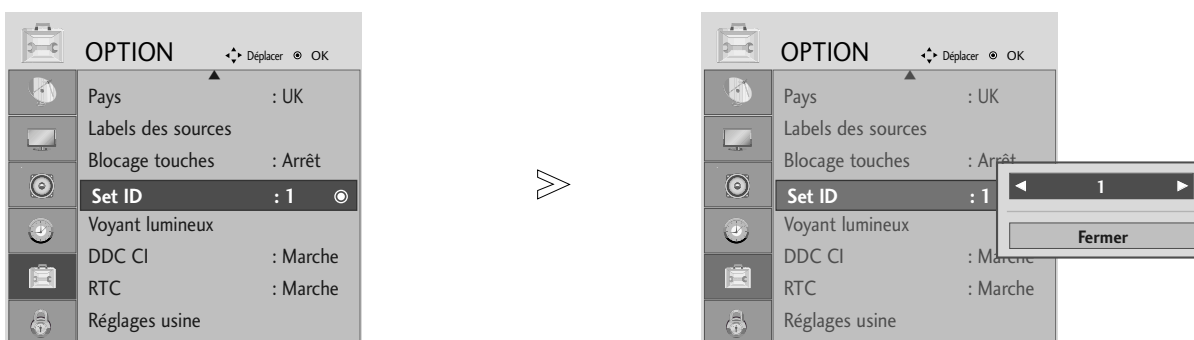 OPTION Déplacer OK
Pays : UK
Labels des sources
Blocage touches : Arrêt
Set ID : 1
Voyant lumineux
DDC CI : Marche
RTC : Marche
Réglages usine
OPTION Déplacer OK
Pays : UK
Labels des sources
Blocage touches : Arrêt
Set ID : 1
1
Voyant lumineux
Fermer
DDC CI : Marche
RTC : Marche
Réglages usine